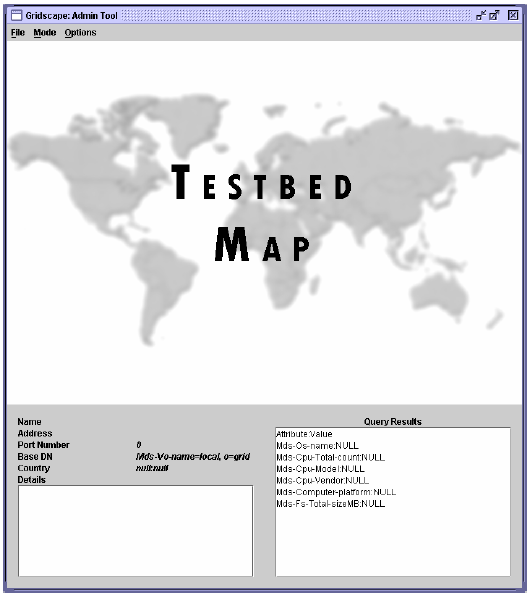 Gridscape: Admin Tool
File Mode Options
TESTBED
MAP
Name
Address
Port Number 0
Base DN Mds-Vo-name=local, o=grid
Country null:null
Details
Query Results
Attribute:Value
Mds-Os-name:NULL
Mds-Cpu-Total-count:NULL
Mds-Cpu-Model:NULL
Mds-Cpu-Vendor:NULL
Mds-Computer-platform:NULL
Mds-Fs-Total-sizeMB:NULL